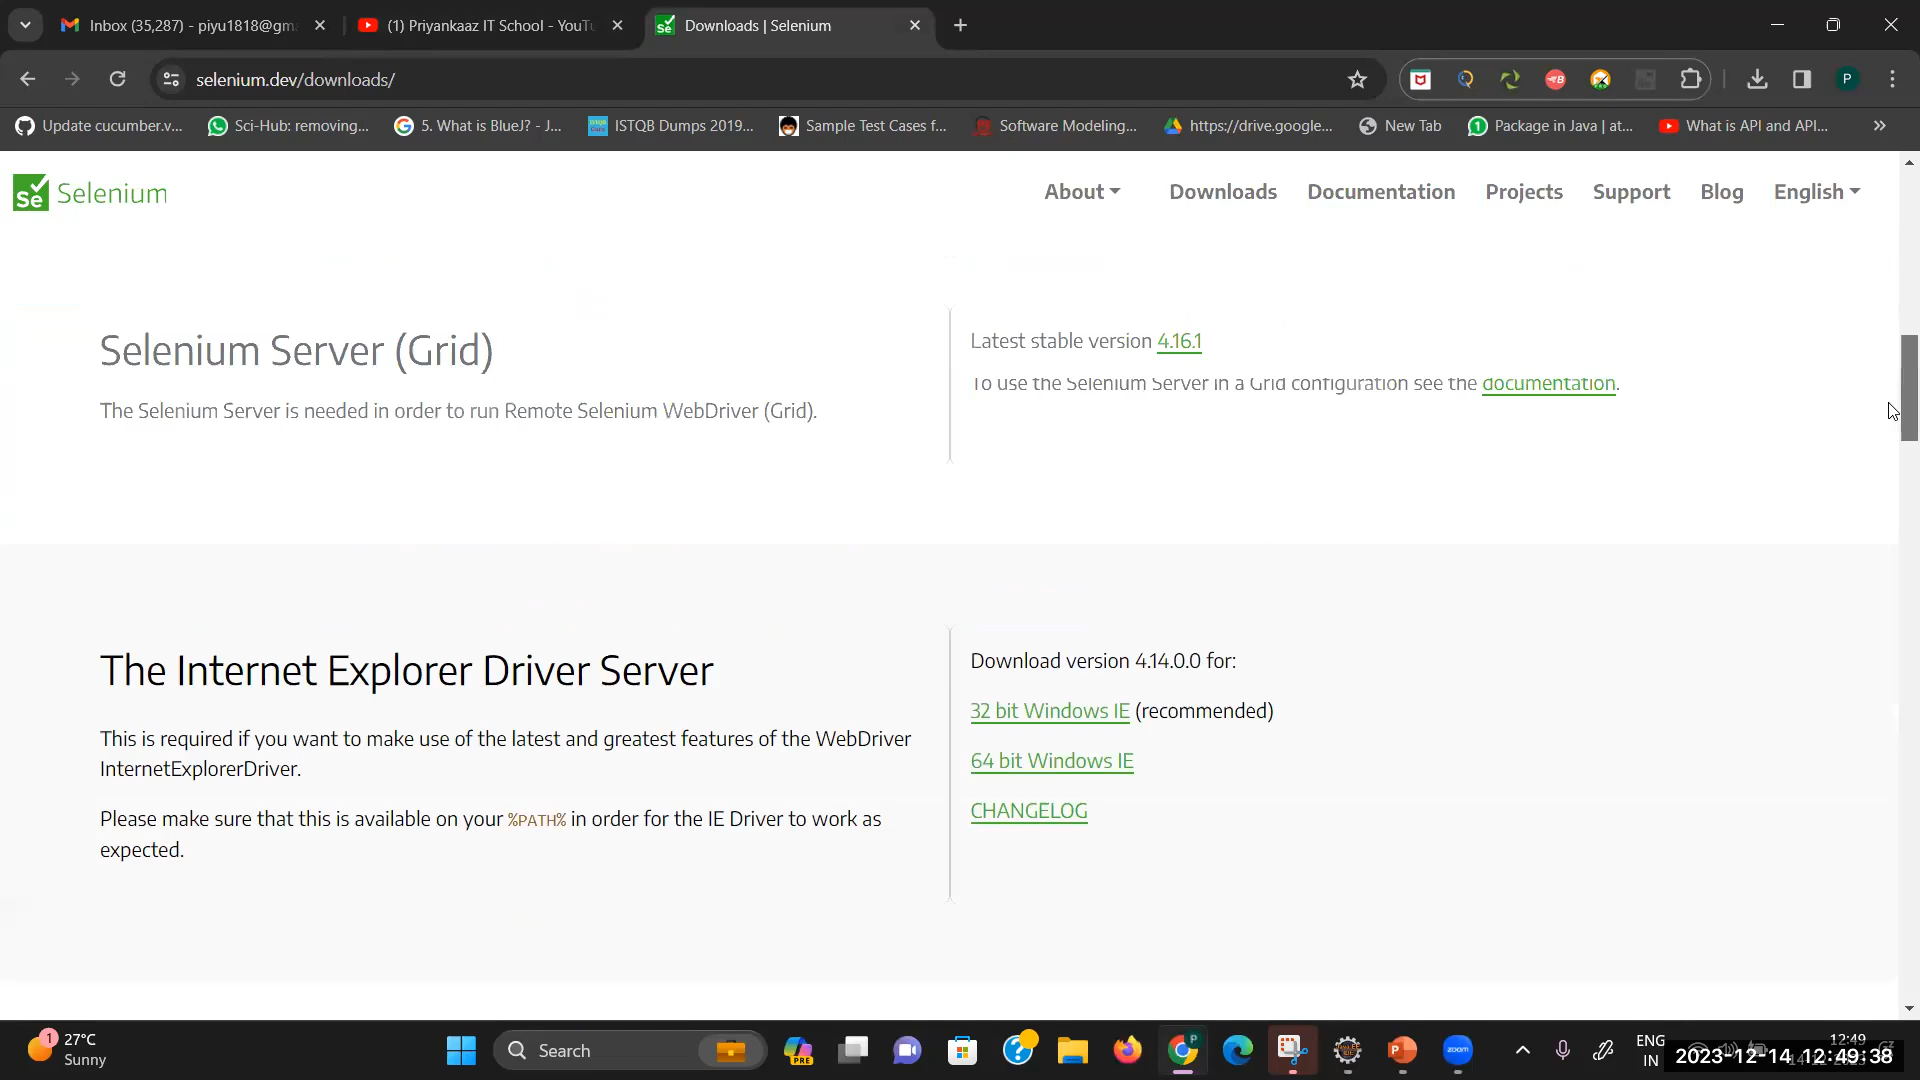 Inbox (35,287) - piyu1818@gm
(1) Priyankaaz IT School - YouTu
Downloads | Selenium
selenium.dev/downloads/
P
Update cucumber.v...
Sci-Hub: removing...
5. What is BlueJ? - J...
ISTQB Dumps 2019...
Sample Test Cases f...
Software Modeling...
https://drive.google...
New Tab
Package in Java | at...
What is API and API...
»
Se Selenium
About
Downloads
Documentation
Projects
Support
Blog
English
Selenium Server (Grid)
The Selenium Server is needed in order to run Remote Selenium WebDriver (Grid).
Latest stable version 4.16.1
To use the Selenium Server in a Grid configuration see the documentation.
The Internet Explorer Driver Server
This is required if you want to make use of the latest and greatest features of the WebDriver
InternetExplorerDriver.
Please make sure that this is available on your %PATH% in order for the IE Driver to work as
expected.
Download version 4.14.0.0 for:
32 bit Windows IE (recommended)
64 bit Windows IE
CHANGELOG
1
27°C
Sunny
Search
PRE
zoom
ENG
IN
12:49
2023-12-14 12:49:38